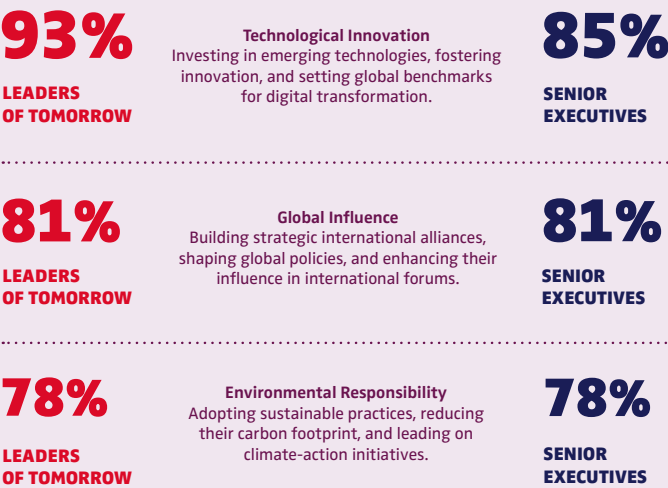 93%
LEADERS
OF TOMORROW
Technological Innovation
Investing in emerging technologies, fostering
innovation, and setting global benchmarks
for digital transformation.
85%
SENIOR
EXECUTIVES
81%
LEADERS
OF TOMORROW
Global Influence
Building strategic international alliances,
shaping global policies, and enhancing their
influence in international forums.
81%
SENIOR
EXECUTIVES
78%
LEADERS
OF TOMORROW
Environmental Responsibility
Adopting sustainable practices, reducing
their carbon footprint, and leading on
climate-action initiatives.
78%
SENIOR
EXECUTIVES